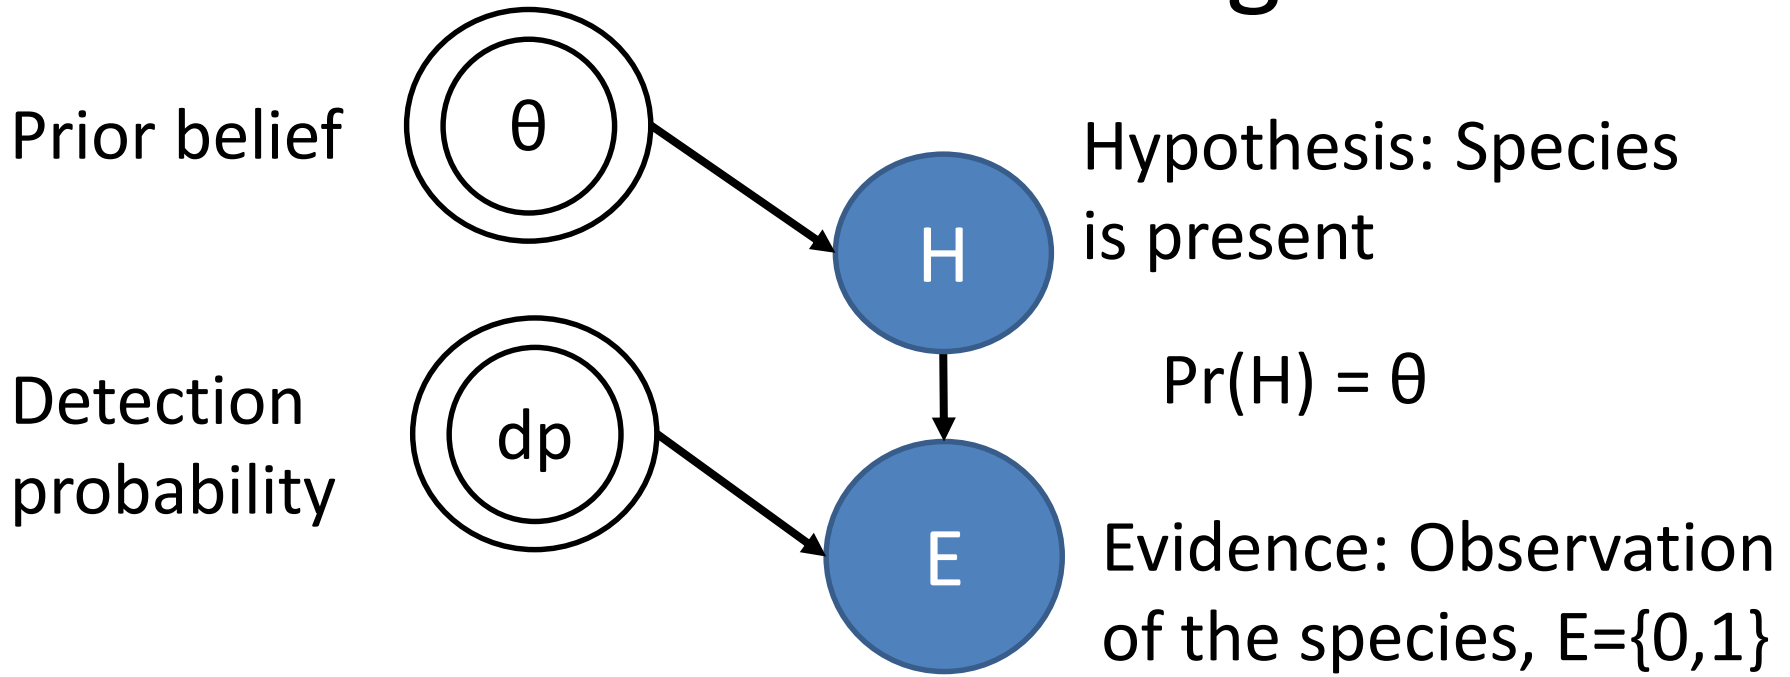 Prior belief
θ
Hypothesis: Species
is present
H
Pr(H) = θ
Detection
probability
dp
E
Evidence: Observation
of the species, E={0,1}